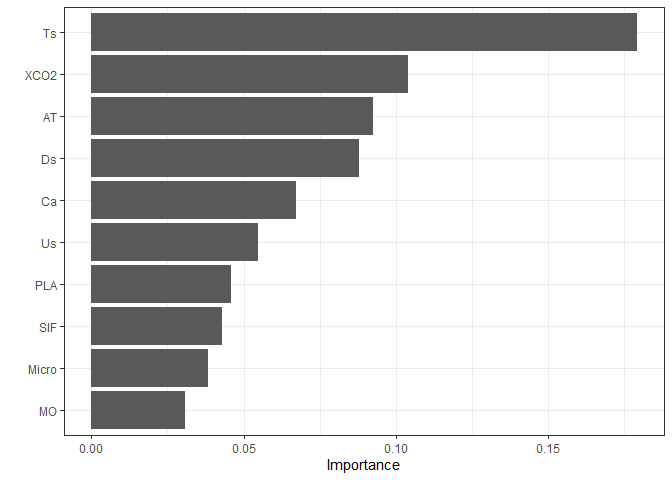 Ts
XCO2
AT
Ds
Ca
Us
PLA
SIF
Micro
MO
0.00 0.05 0.10 0.15
Importance